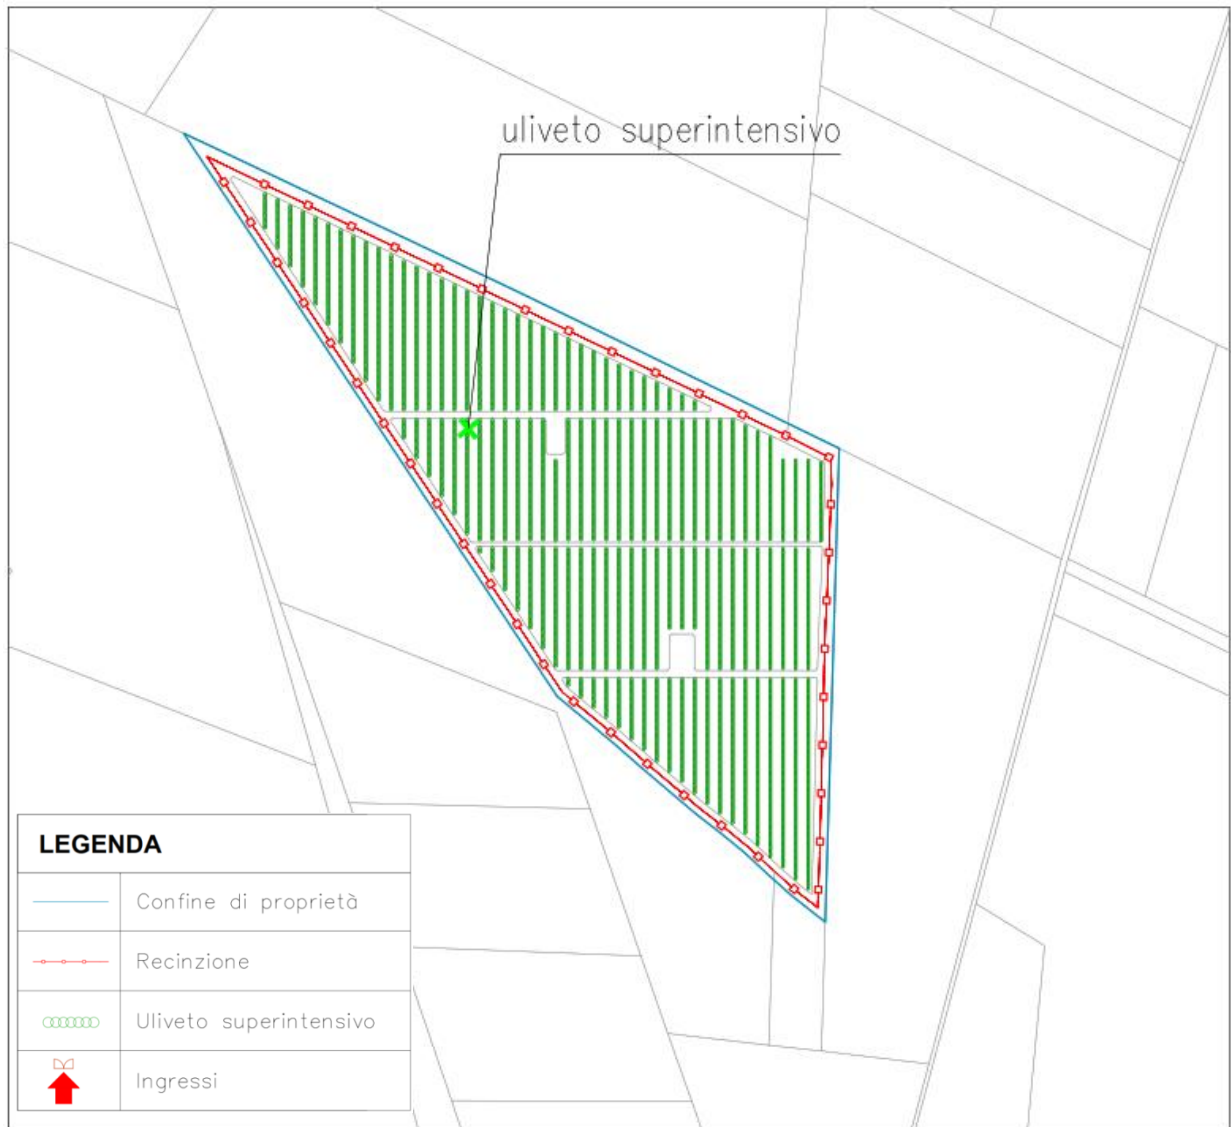 uliveto superintensivo
LEGENDA
Confine di proprietà
Recinzione
Uliveto superintensivo
Ingressi